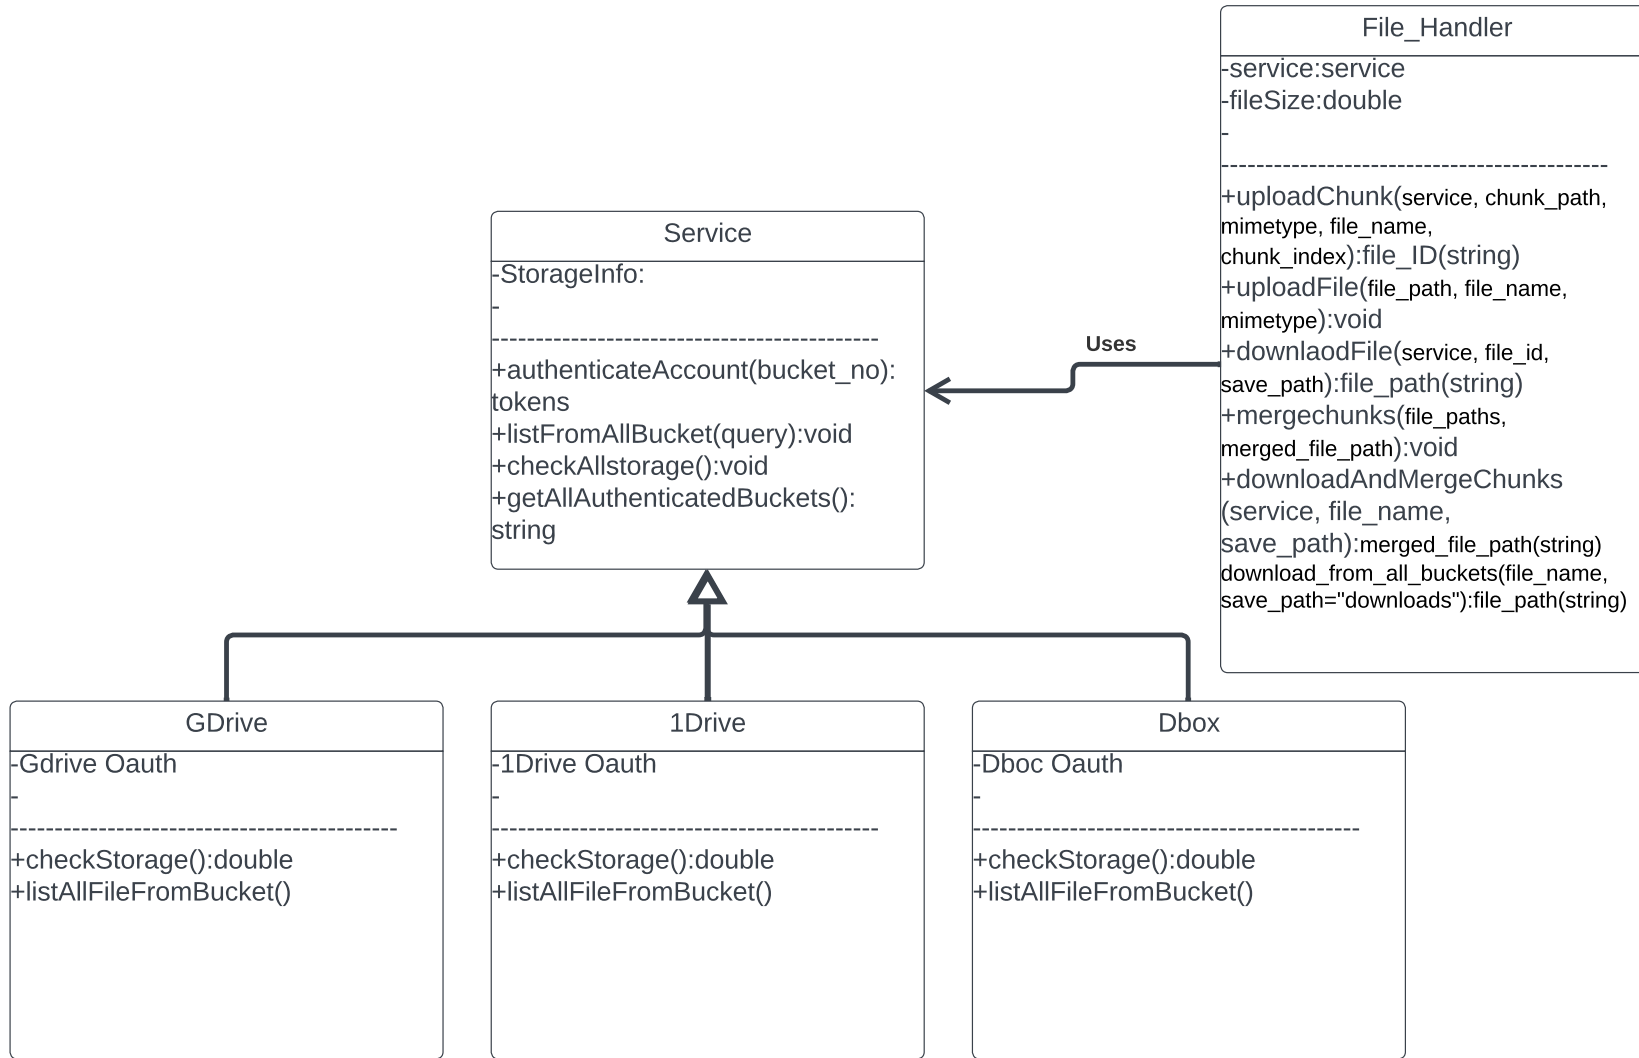 File_Handler
-service:service
-fileSize:double
-
--------------------------------------------
+uploadChunk(service, chunk_path,
mimetype, file_name,
chunk_index):file_ID(string)
+uploadFile(file_path, file_name,
mimetype):void
+downlaodFile(service, file_id,
save_path):file_path(string)
+mergechunks(file_paths,
merged_file_path):void
+downloadAndMergeChunks
(service, file_name,
save_path):merged_file_path(string)
download_from_all_buckets(file_name,
save_path="downloads"):file_path(string)
Service
-StorageInfo:
-
--------------------------------------------
+authenticateAccount(bucket_no):
tokens
+listFromAllBucket(query):void
+checkAllstorage():void
+getAllAuthenticatedBuckets():
string
Uses
GDrive
-Gdrive Oauth
-
--------------------------------------------
+checkStorage():double
+listAllFileFromBucket()
1Drive
-1Drive Oauth
-
--------------------------------------------
+checkStorage():double
+listAllFileFromBucket()
Dbox
-Dboc Oauth
-
--------------------------------------------
+checkStorage():double
+listAllFileFromBucket()